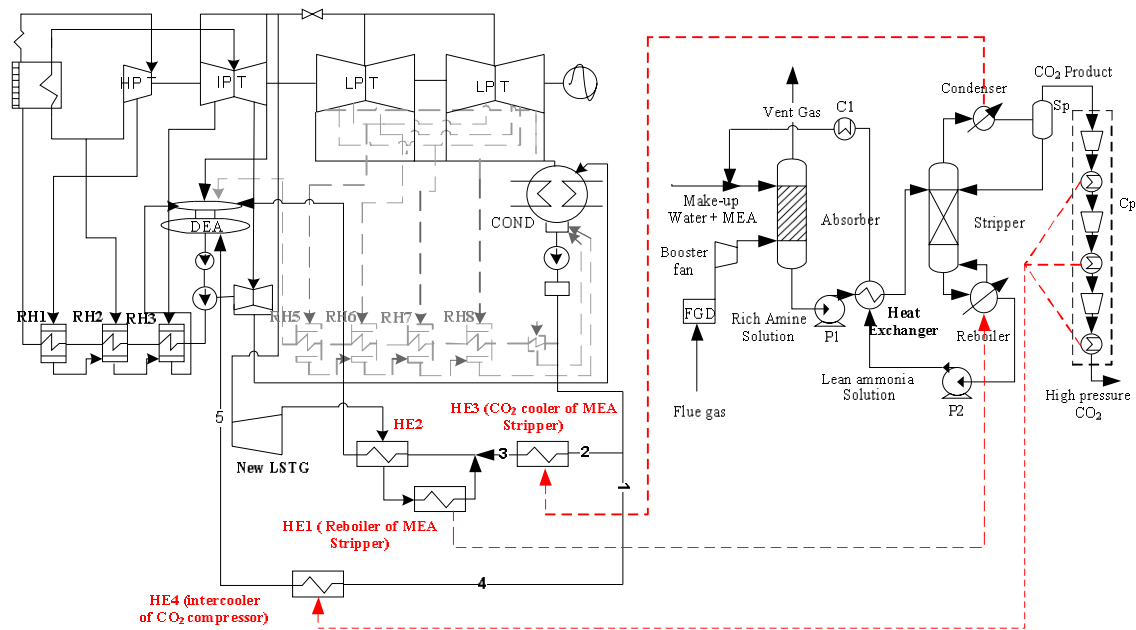 HP T
IP T
LP T
LP T
DEA
COND
RH1
RH2
RH3
RH5
RH6
RH7
RH8
5
New LSTG
HE2
HE3 (CO₂ cooler of MEA
Stripper)
3
2
1
HE1 ( Reboiler of MEA
Stripper)
4
HE4 (intercooler
of CO₂ compressor)
Vent Gas
C1
Condenser
CO₂ Product
Sp
Cp
Make-up
Water+ MEA
Absorber
Stripper
Booster
fan
FGD
Rich Amine
Solution
P1
Heat
Exchanger
Reboiler
Lean ammonia
Solution
P2
High pressure
CO₂
Flue gas